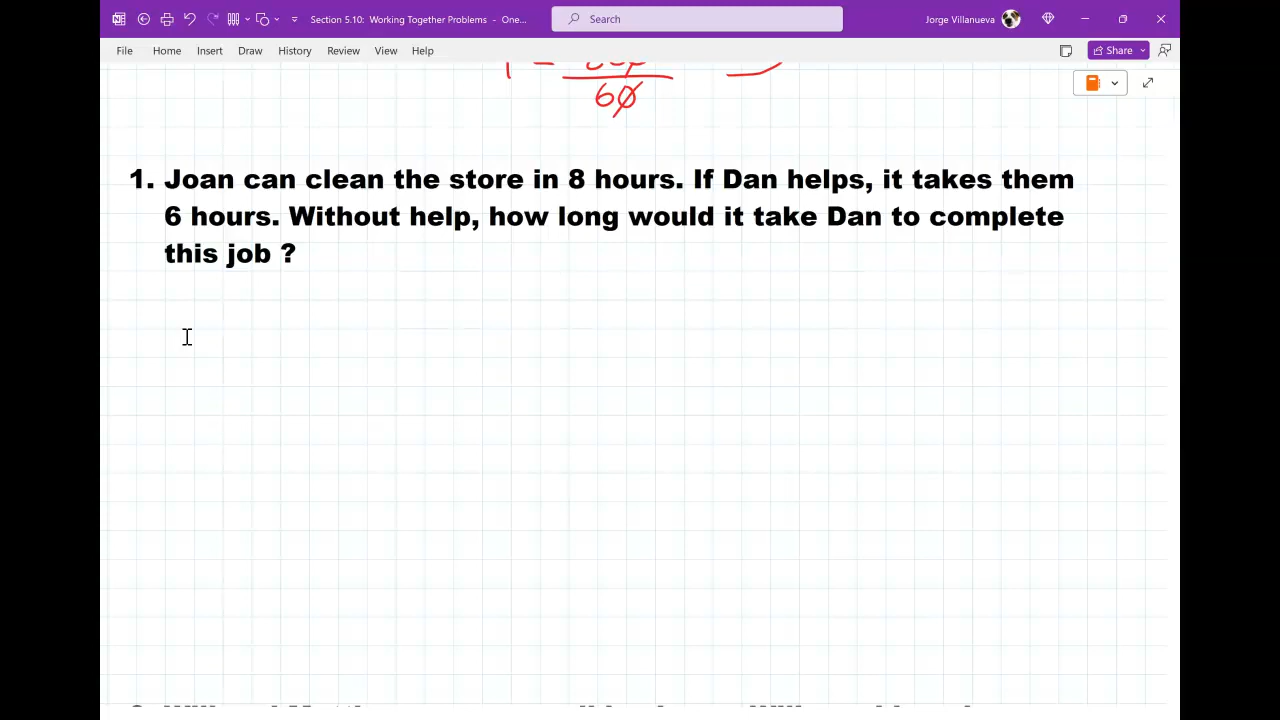 Section 5.10: Working Together Problems - One...
Search
Jorge Villanueva
File Home Insert Draw History Review View Help
Share
60
1. Joan can clean the store in 8 hours. If Dan helps, it takes them
6 hours. Without help, how long would it take Dan to complete
this job ?